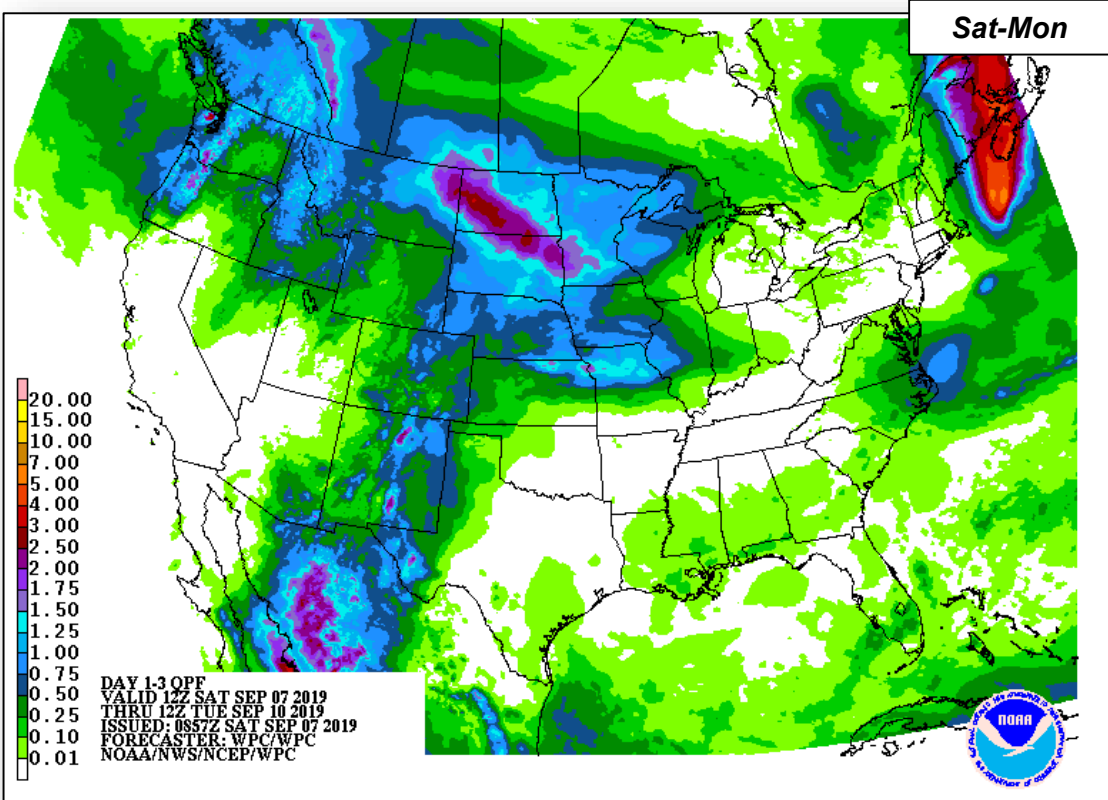 Sat-Mon
20.00
15.00
10.00
7.00
5.00
4.00
3.00
2.50
2.00
1.75
1.50
1.25
1.00
0.75
0.50
0.25
0.10
0.01
DAY 1-3 QPF
VALID 12Z SAT SEP 07 2019
THRU 12Z TUE SEP 10 2019
ISSUED: 0857Z SAT SEP 07 2019
FORECASTER: WPC/WPC
NOAA/NWS/NCEP/WPC
NOAA